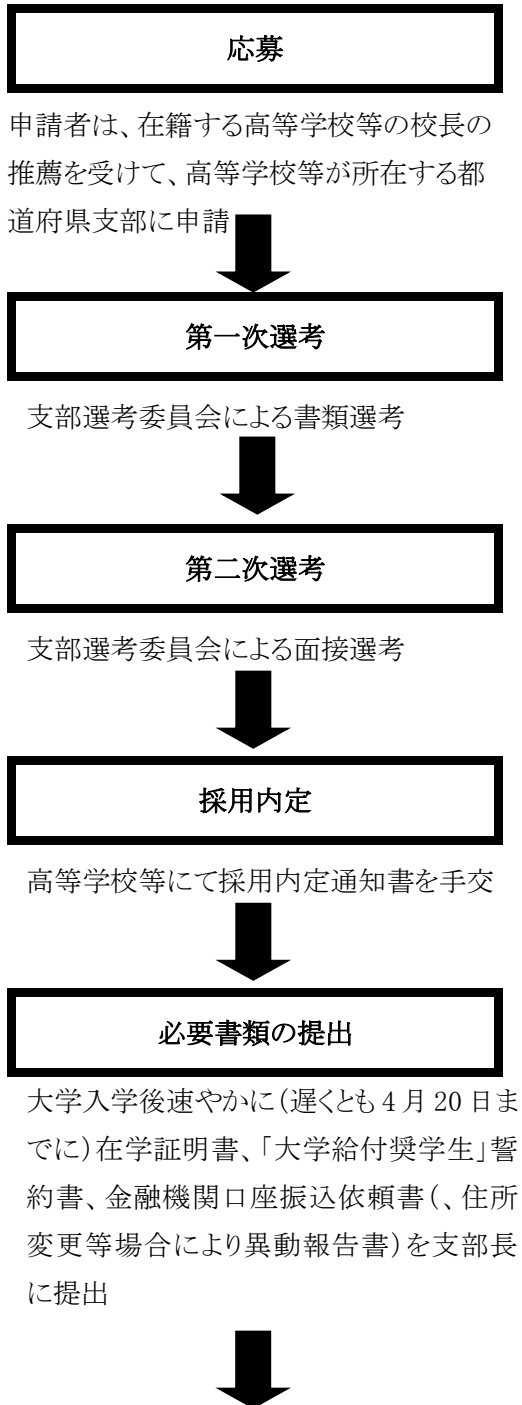 応募
申請者は、在籍する高等学校等の校長の
推薦を受けて、高等学校等が所在する都
道府県支部に申請
第一次選考
支部選考委員会による書類選考
第二次選考
支部選考委員会による面接選考
採用内定
高等学校等にて採用内定通知書を手交
必要書類の提出
大学入学後速やかに(遅くとも4月20日ま
でに)在学証明書、「大学給付奨学生」誓
約書、金融機関口座振込依頼書(、住所
変更等場合により異動報告書)を支部長
に提出